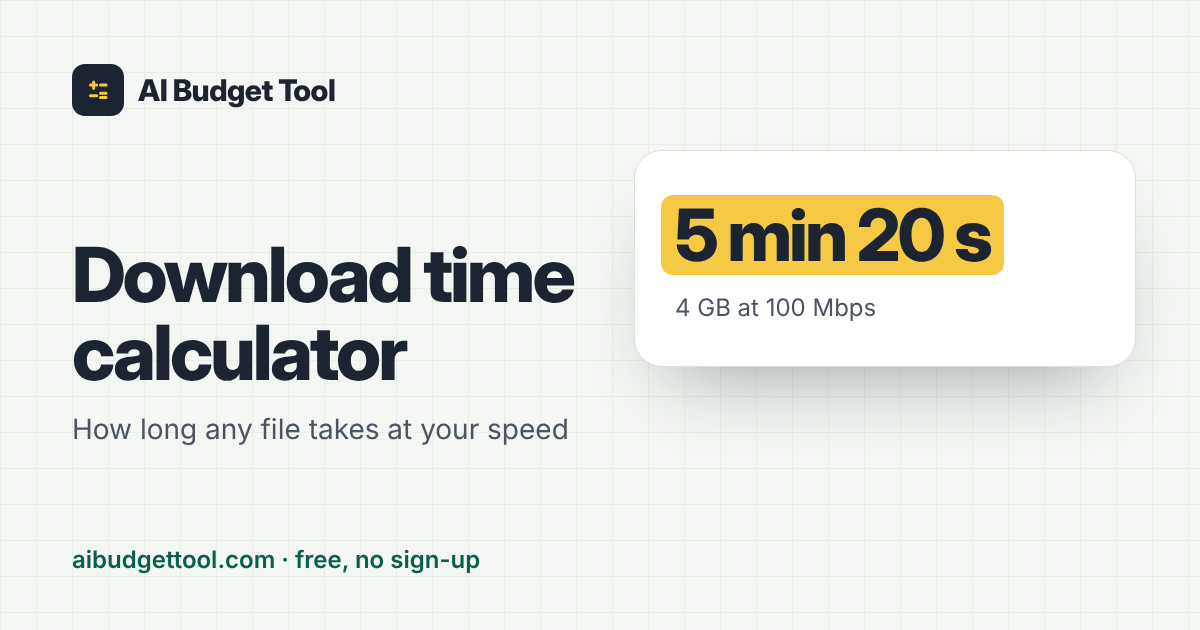 AI Budget Tool
Download time
calculator
How long any file takes at your speed
5 min 20 s
4 GB at 100 Mbps
aibudgettool.com · free, no sign-up